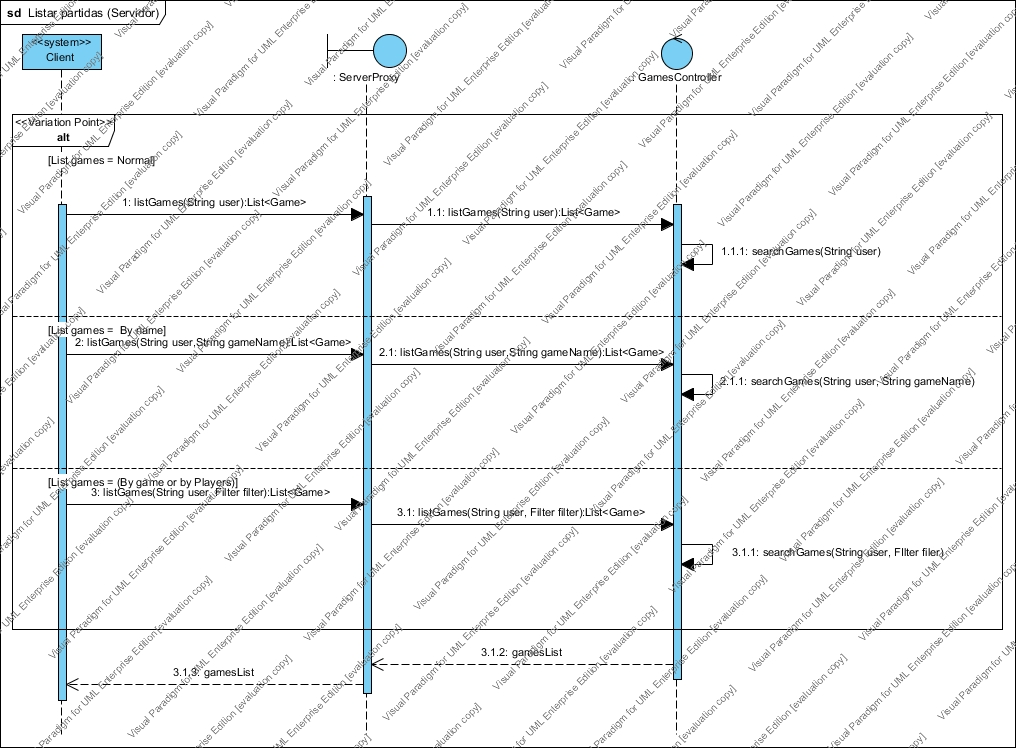 sd Listar partidas (Servidor)
<<system>>
Client
: ServerProxy
: GamesController
<<Variation Point>>
alt
[List games = Normal]
1: listGames(String user):List<Game>
1.1: listGames(String user):List<Game>
1.1.1: searchGames(String user)
[List games = By name]
2: listGames(String user,String gameName):List<Game>
2.1: listGames(String user,String gameName):List<Game>
2.1.1: searchGames(String user, String gameName)
[List games = (By game or by Players)]
3: listGames(String user, Filter filter):List<Game>
3.1: listGames(String user, Filter filter):List<Game>
3.1.1: searchGames(String user, FIlter filer)
3.1.2: gamesList
3.1.3: gamesList
Visual Paradigm for UML Enterprise Edition [evaluation copy]